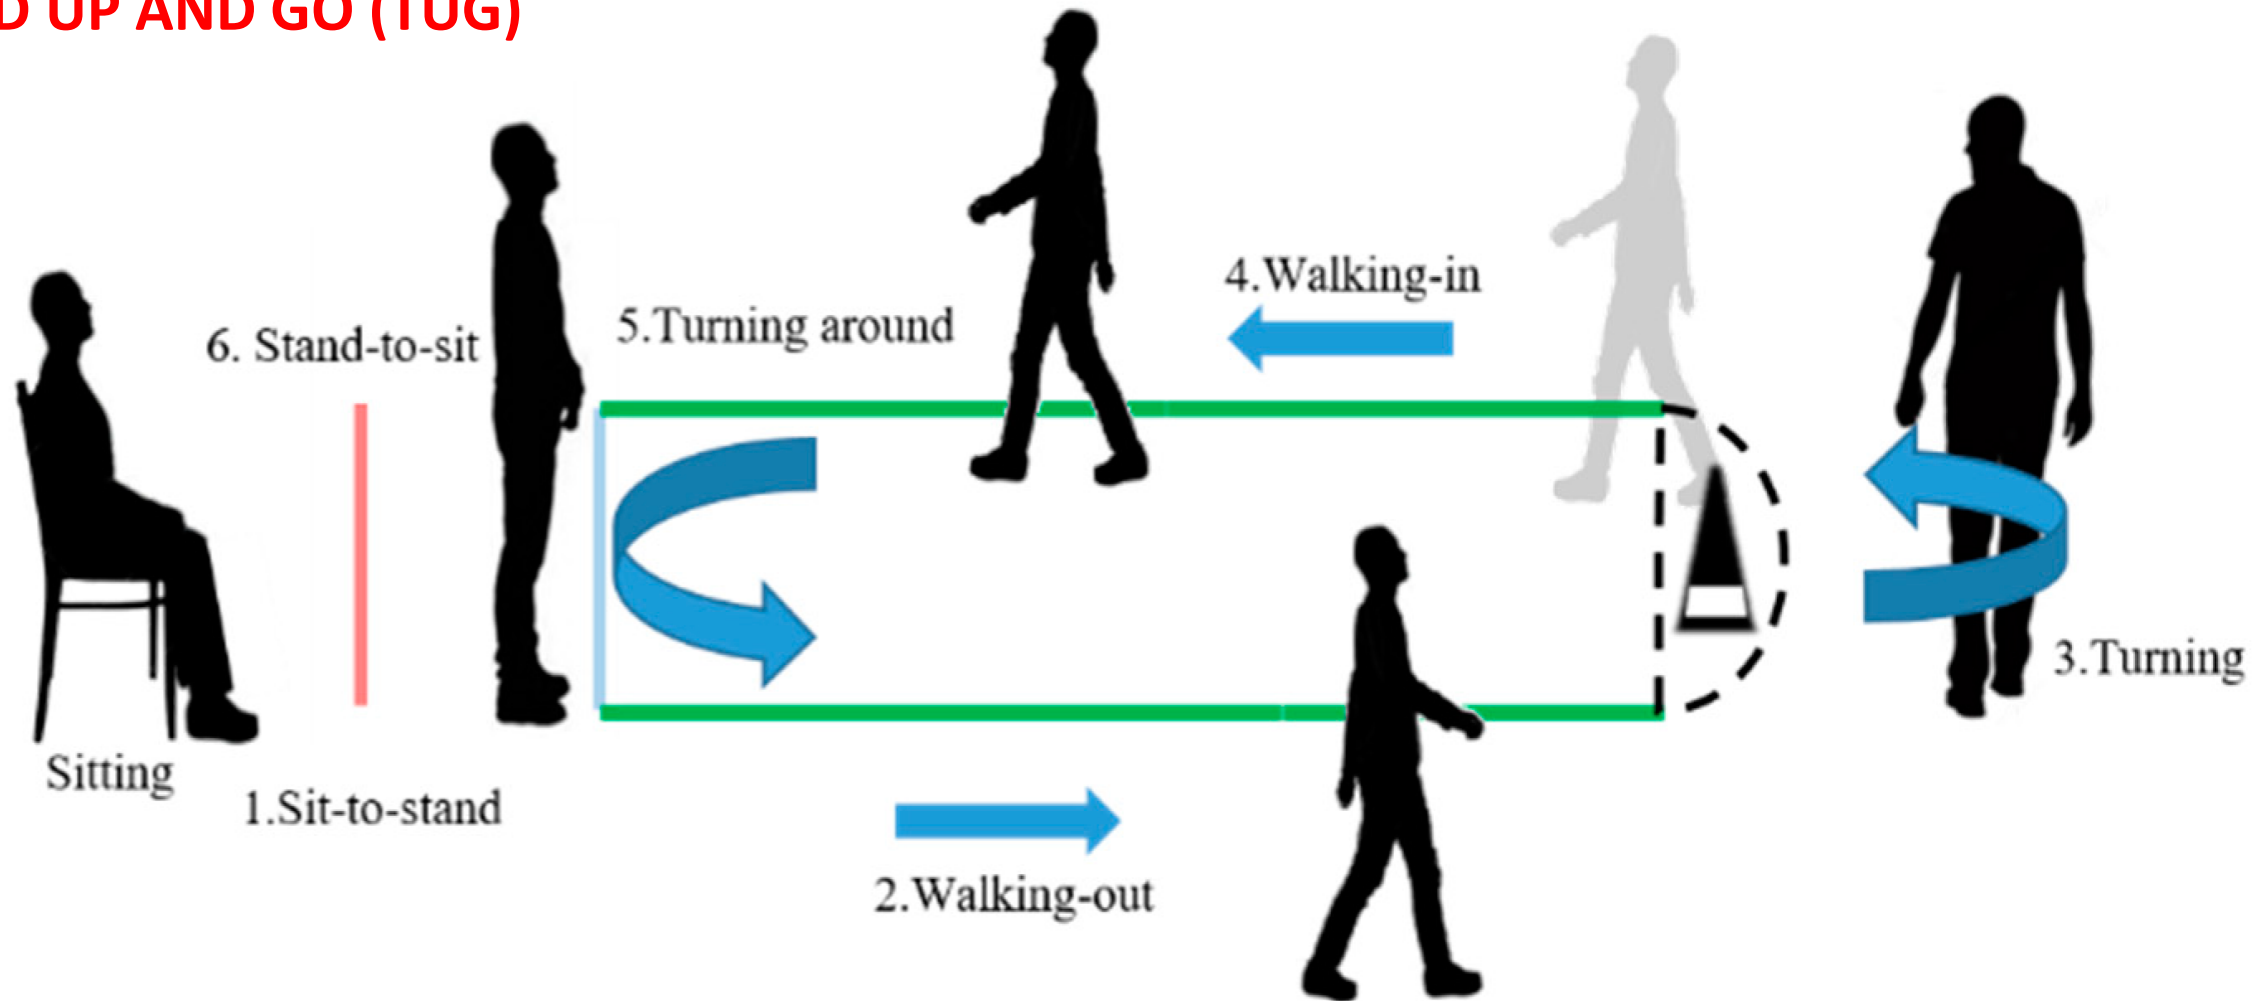 D UP AND GO (TUG)
4.Walking-in
5.Turning around
6. Stand-to-sit
3.Turning
Sitting
1.Sit-to-stand
2.Walking-out